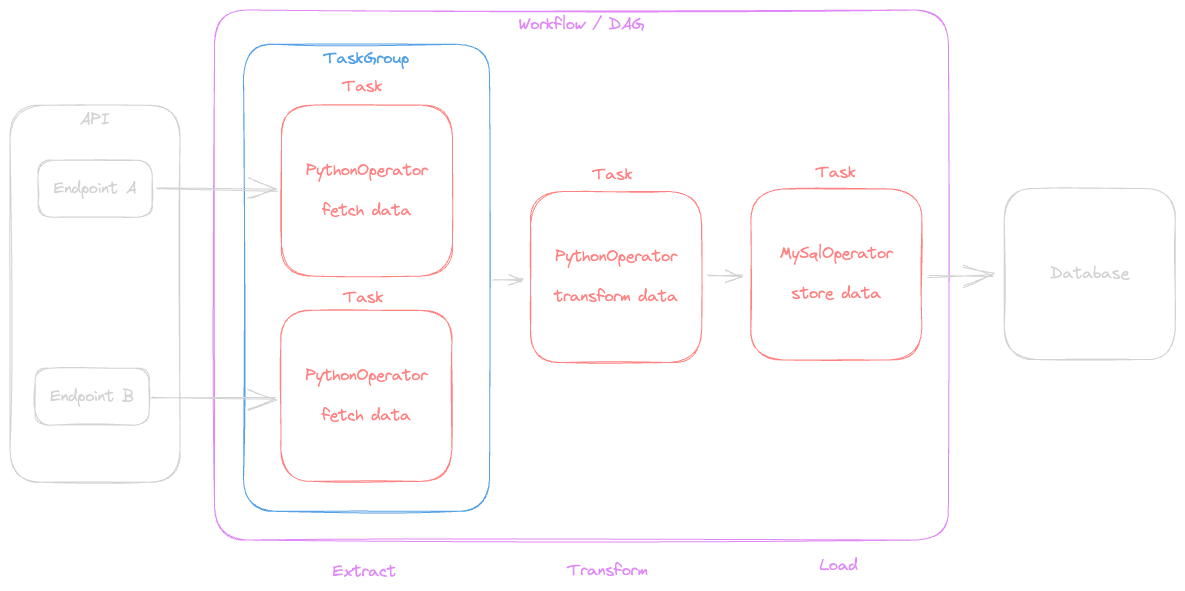 Workflow / DAG
TaskGroup
Task
API
PythonOperator
fetch data
Endpoint A
Task
PythonOperator
fetch data
Endpoint B
Task
PythonOperator
transform data
Task
MySqlOperator
store data
Database
Extract
Transform
Load